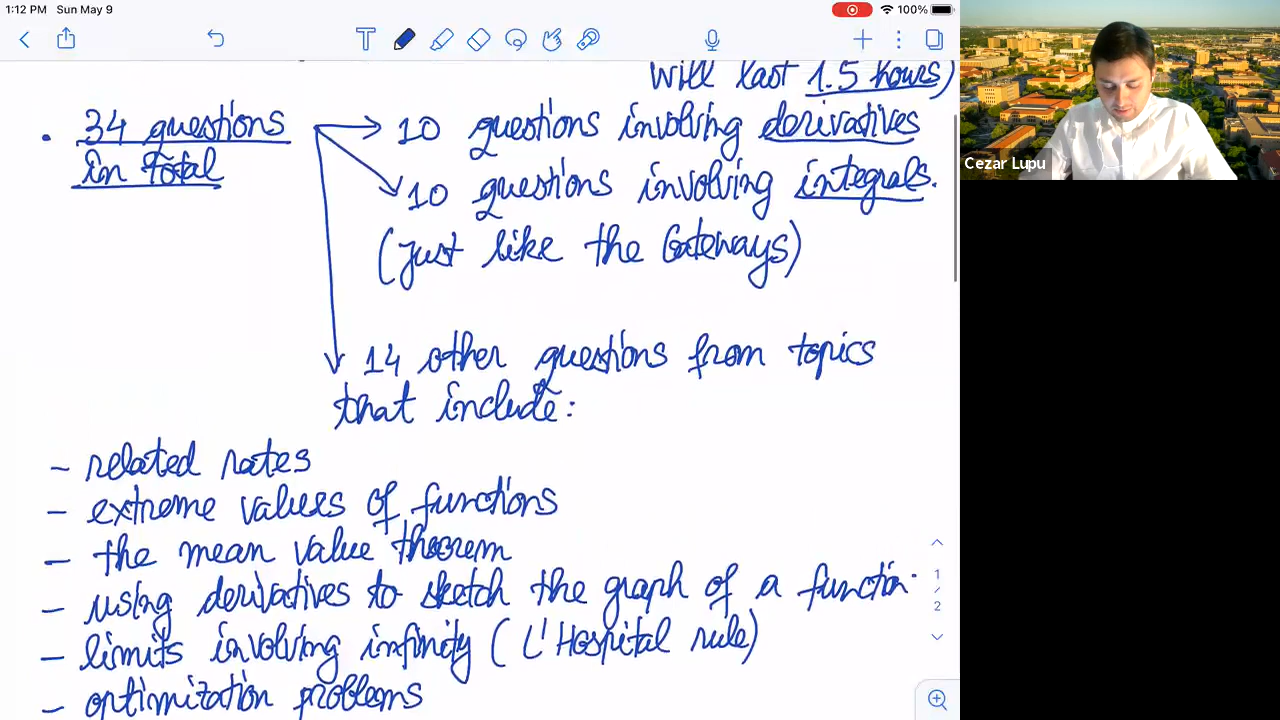 1:12 PM Sun May 9
100%
will last 1.5 hours)
• 34 questions in total
10 questions involving derivatives
10 questions involving integrals.
(just like the Gateways)
14 other questions from topics
that include:
- related rates
- extreme values of functions
- the mean value theorem
- using derivatives to sketch the graph of a function.
- limits involving infinity (L'Hospital rule)
- optimization problems
1
/
2
Cezar Lupu